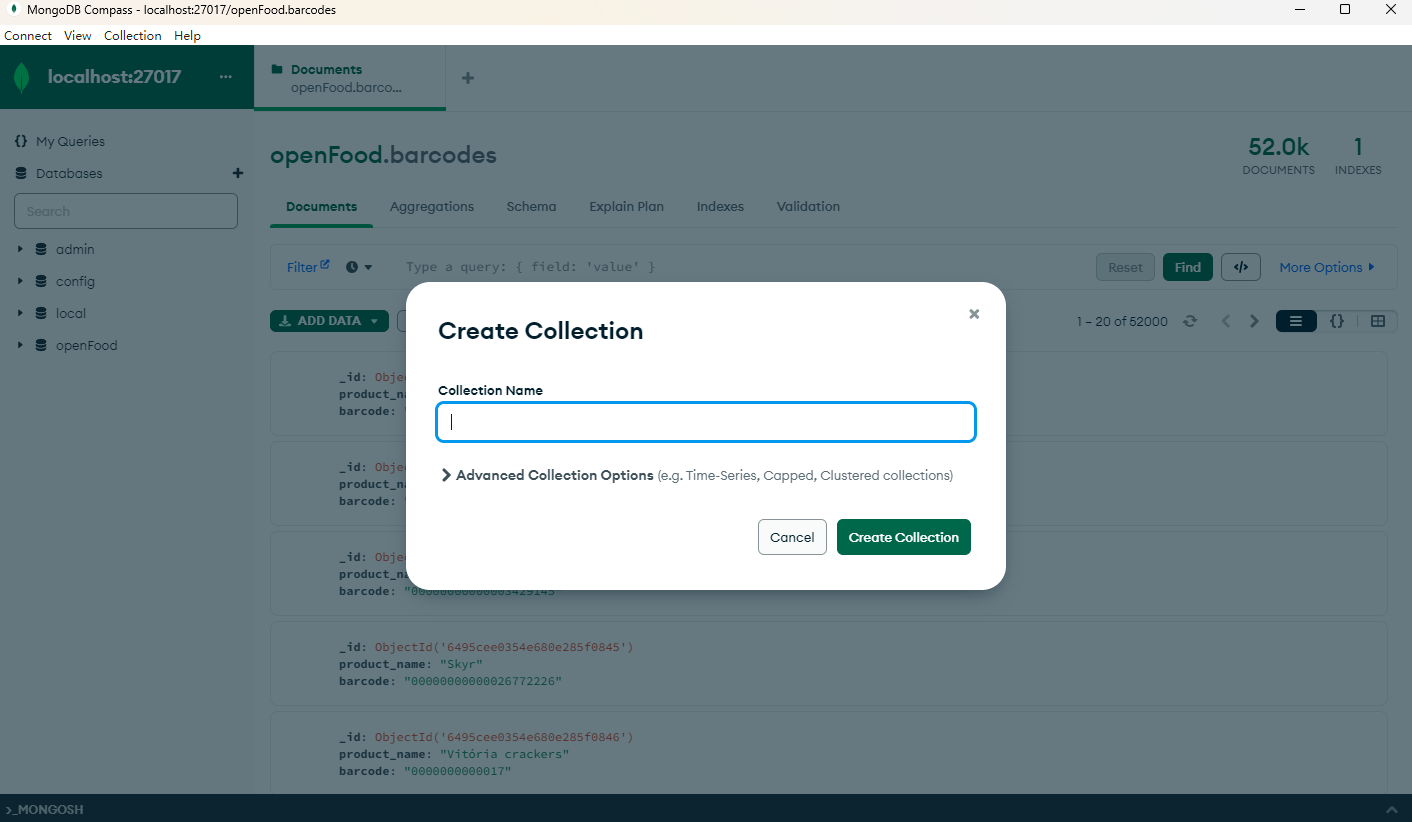 MongoDB Compass - localhost:27017/openFood.barcodes
Connect View Collection Help
localhost:27017 ...
Documents
openFood.barco...
My Queries
Databases
Search
admin
config
local
openFood
openFood.barcodes
52.0k
DOCUMENTS
1
INDEXES
Documents Aggregations Schema Explain Plan Indexes Validation
Filter
Type a query: { field: 'value' }
Reset Find </> More Options
ADD DATA
1 – 20 of 52000
{}
Create Collection
Collection Name
Advanced Collection Options (e.g. Time-Series, Capped, Clustered collections)
Cancel Create Collection
_id: Objec
product_na
barcode: "
_id: Objec
product_na
barcode: "
_id: Objec
product_na
barcode: "0000000000003429145"
_id: ObjectId('6495cee0354e680e285f0845')
product_name: "Skyr"
barcode: "00000000000026772226"
_id: ObjectId('6495cee0354e680e285f0846')
product_name: "Vitória crackers"
barcode: "0000000000017"
>_MONGOSH